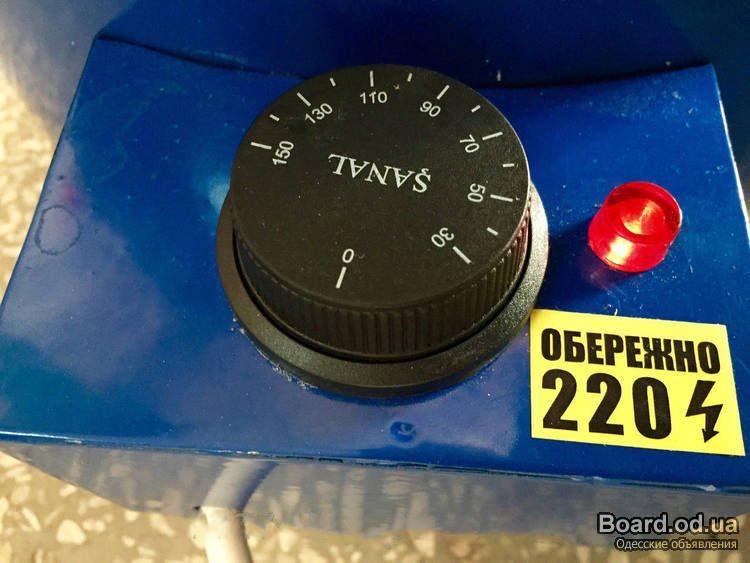 110
130
90
150
70
ŞANAL
50
30
0
ОБЕРЕЖНО
220
Board.od.ua
Одесские объявления